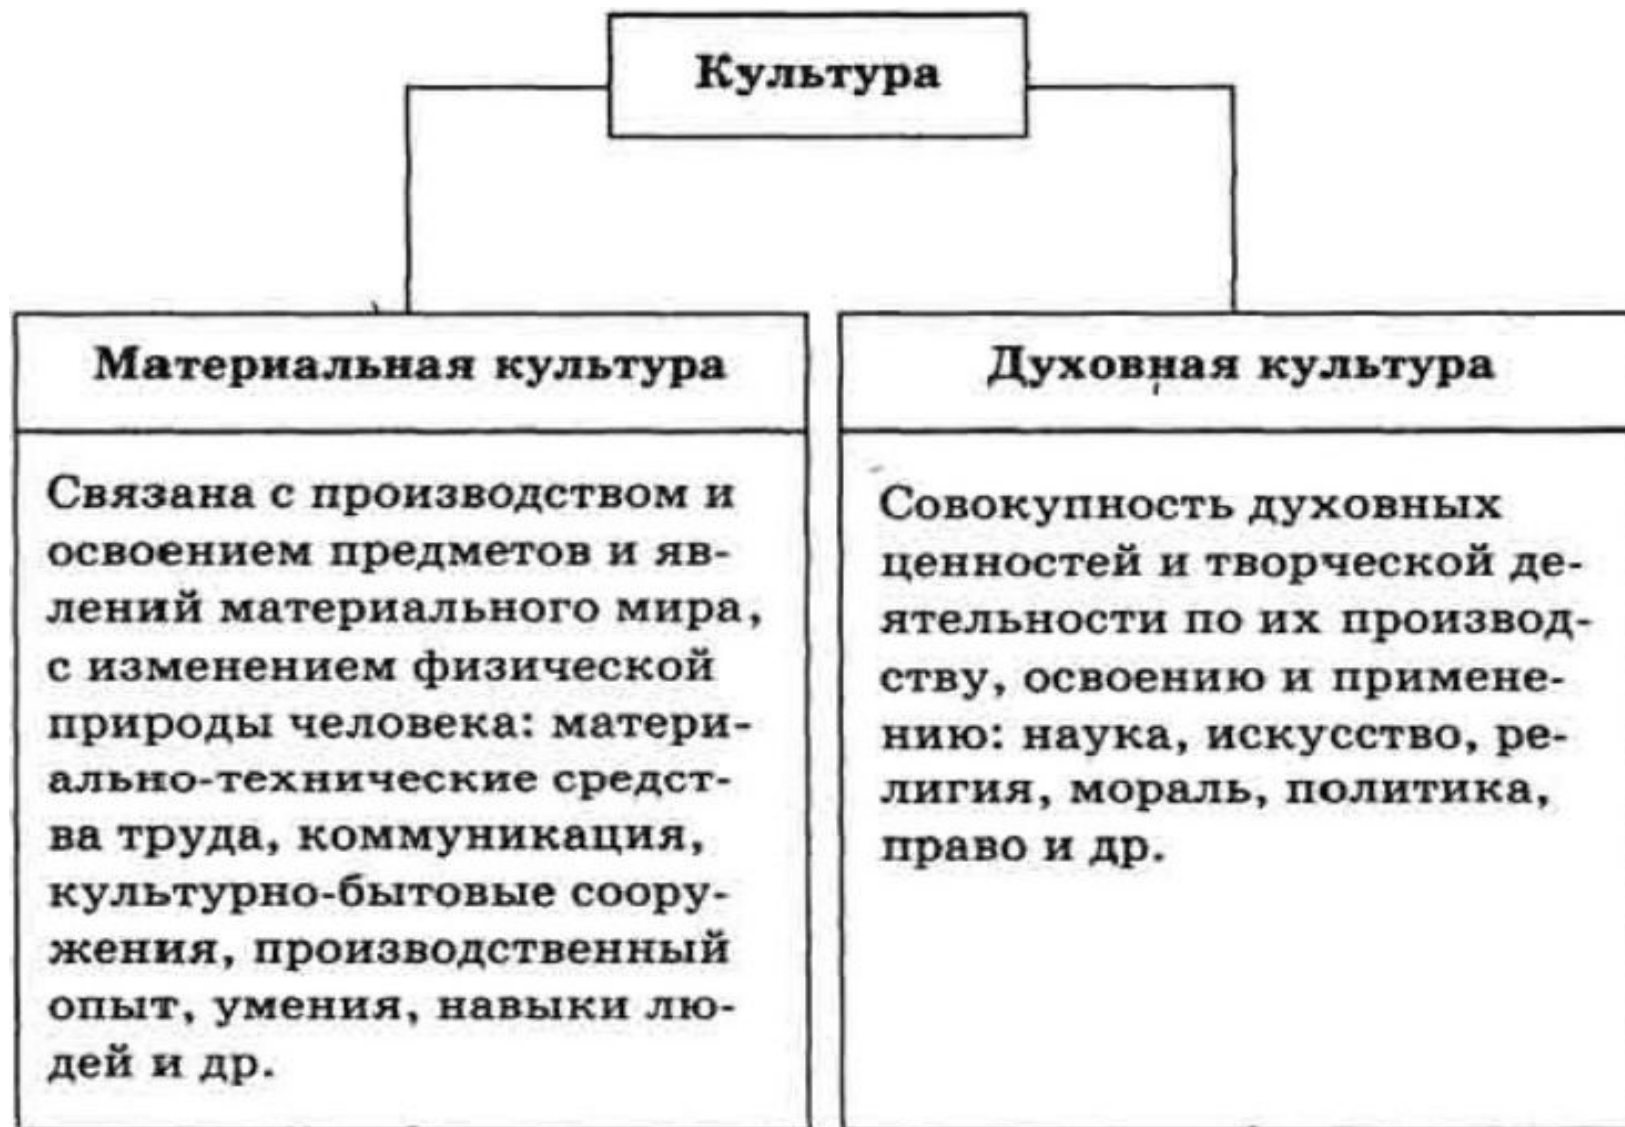 Культура
Материальная культура
Связана с производством и
освоением предметов и яв-
лений материального мира,
с изменением физической
природы человека: матери-
ально-технические средст-
ва труда, коммуникация,
культурно-бытовые соору-
жения, производственный
опыт, умения, навыки лю-
дей и др.
Духовная культура
Совокупность духовных
ценностей и творческой де-
ятельности по их производ-
ству, освоению и примене-
нию: наука, искусство, ре-
лигия, мораль, политика,
право и др.